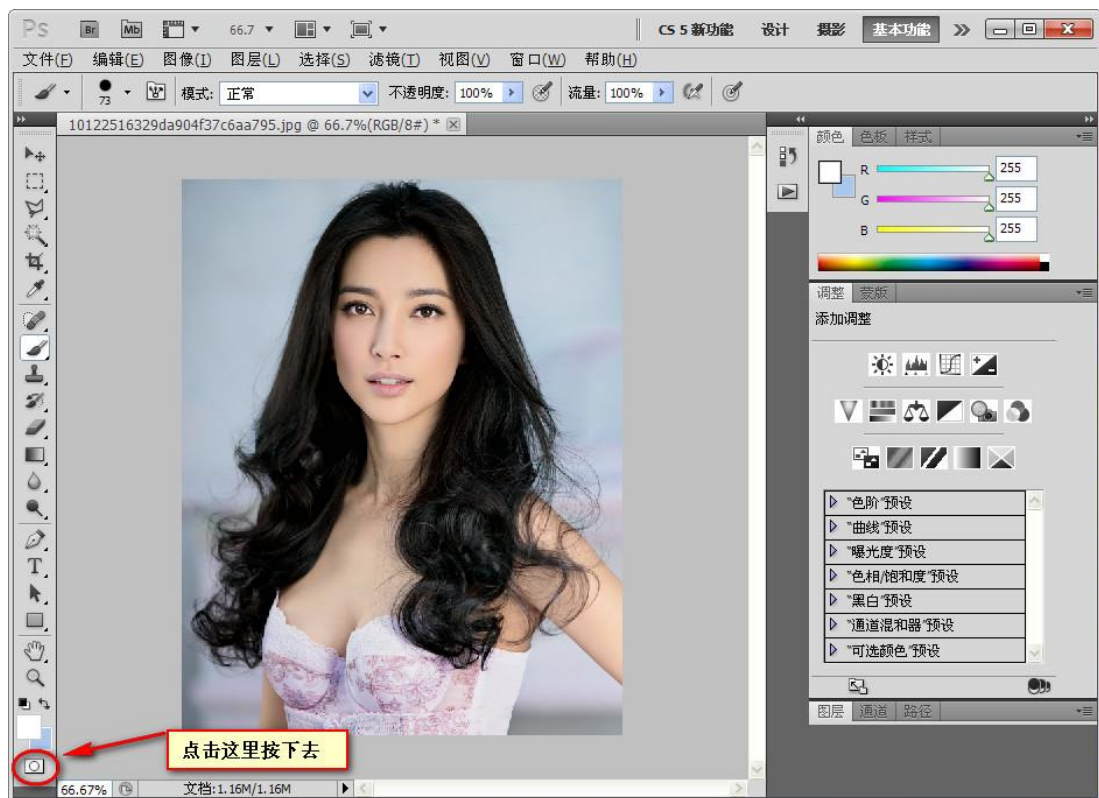 Ps Br Mb 66.7 CS 5 新功能 设计 摄影 基本功能
文件(F) 编辑(E) 图像(I) 图层(L) 选择(S) 滤镜(T) 视图(V) 窗口(W) 帮助(H)
73 模式: 正常 不透明度: 100% 流量: 100%
10122516329da904f37c6aa795.jpg @ 66.7%(RGB/8#) *
颜色 色板 样式
R 255
G 255
B 255
调整 蒙版
添加调整
"色阶"预设
"曲线"预设
"曝光度"预设
"色相/饱和度"预设
"黑白"预设
"通道混和器"预设
"可选颜色"预设
图层 通道 路径
T
点击这里按下去
66.67% 文档:1.16M/1.16M